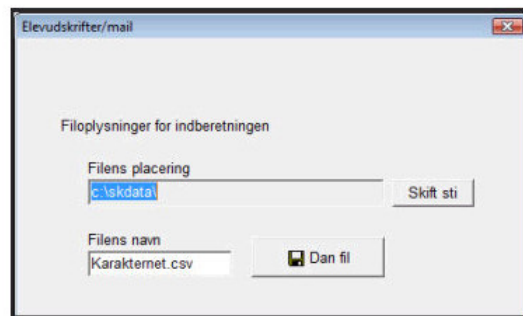 Elevudskrifter/mail
Filoplysninger for indberetningen
Filens placering
c:\skdata\
Skift sti
Filens navn
Karakternet.csv
Dan fil